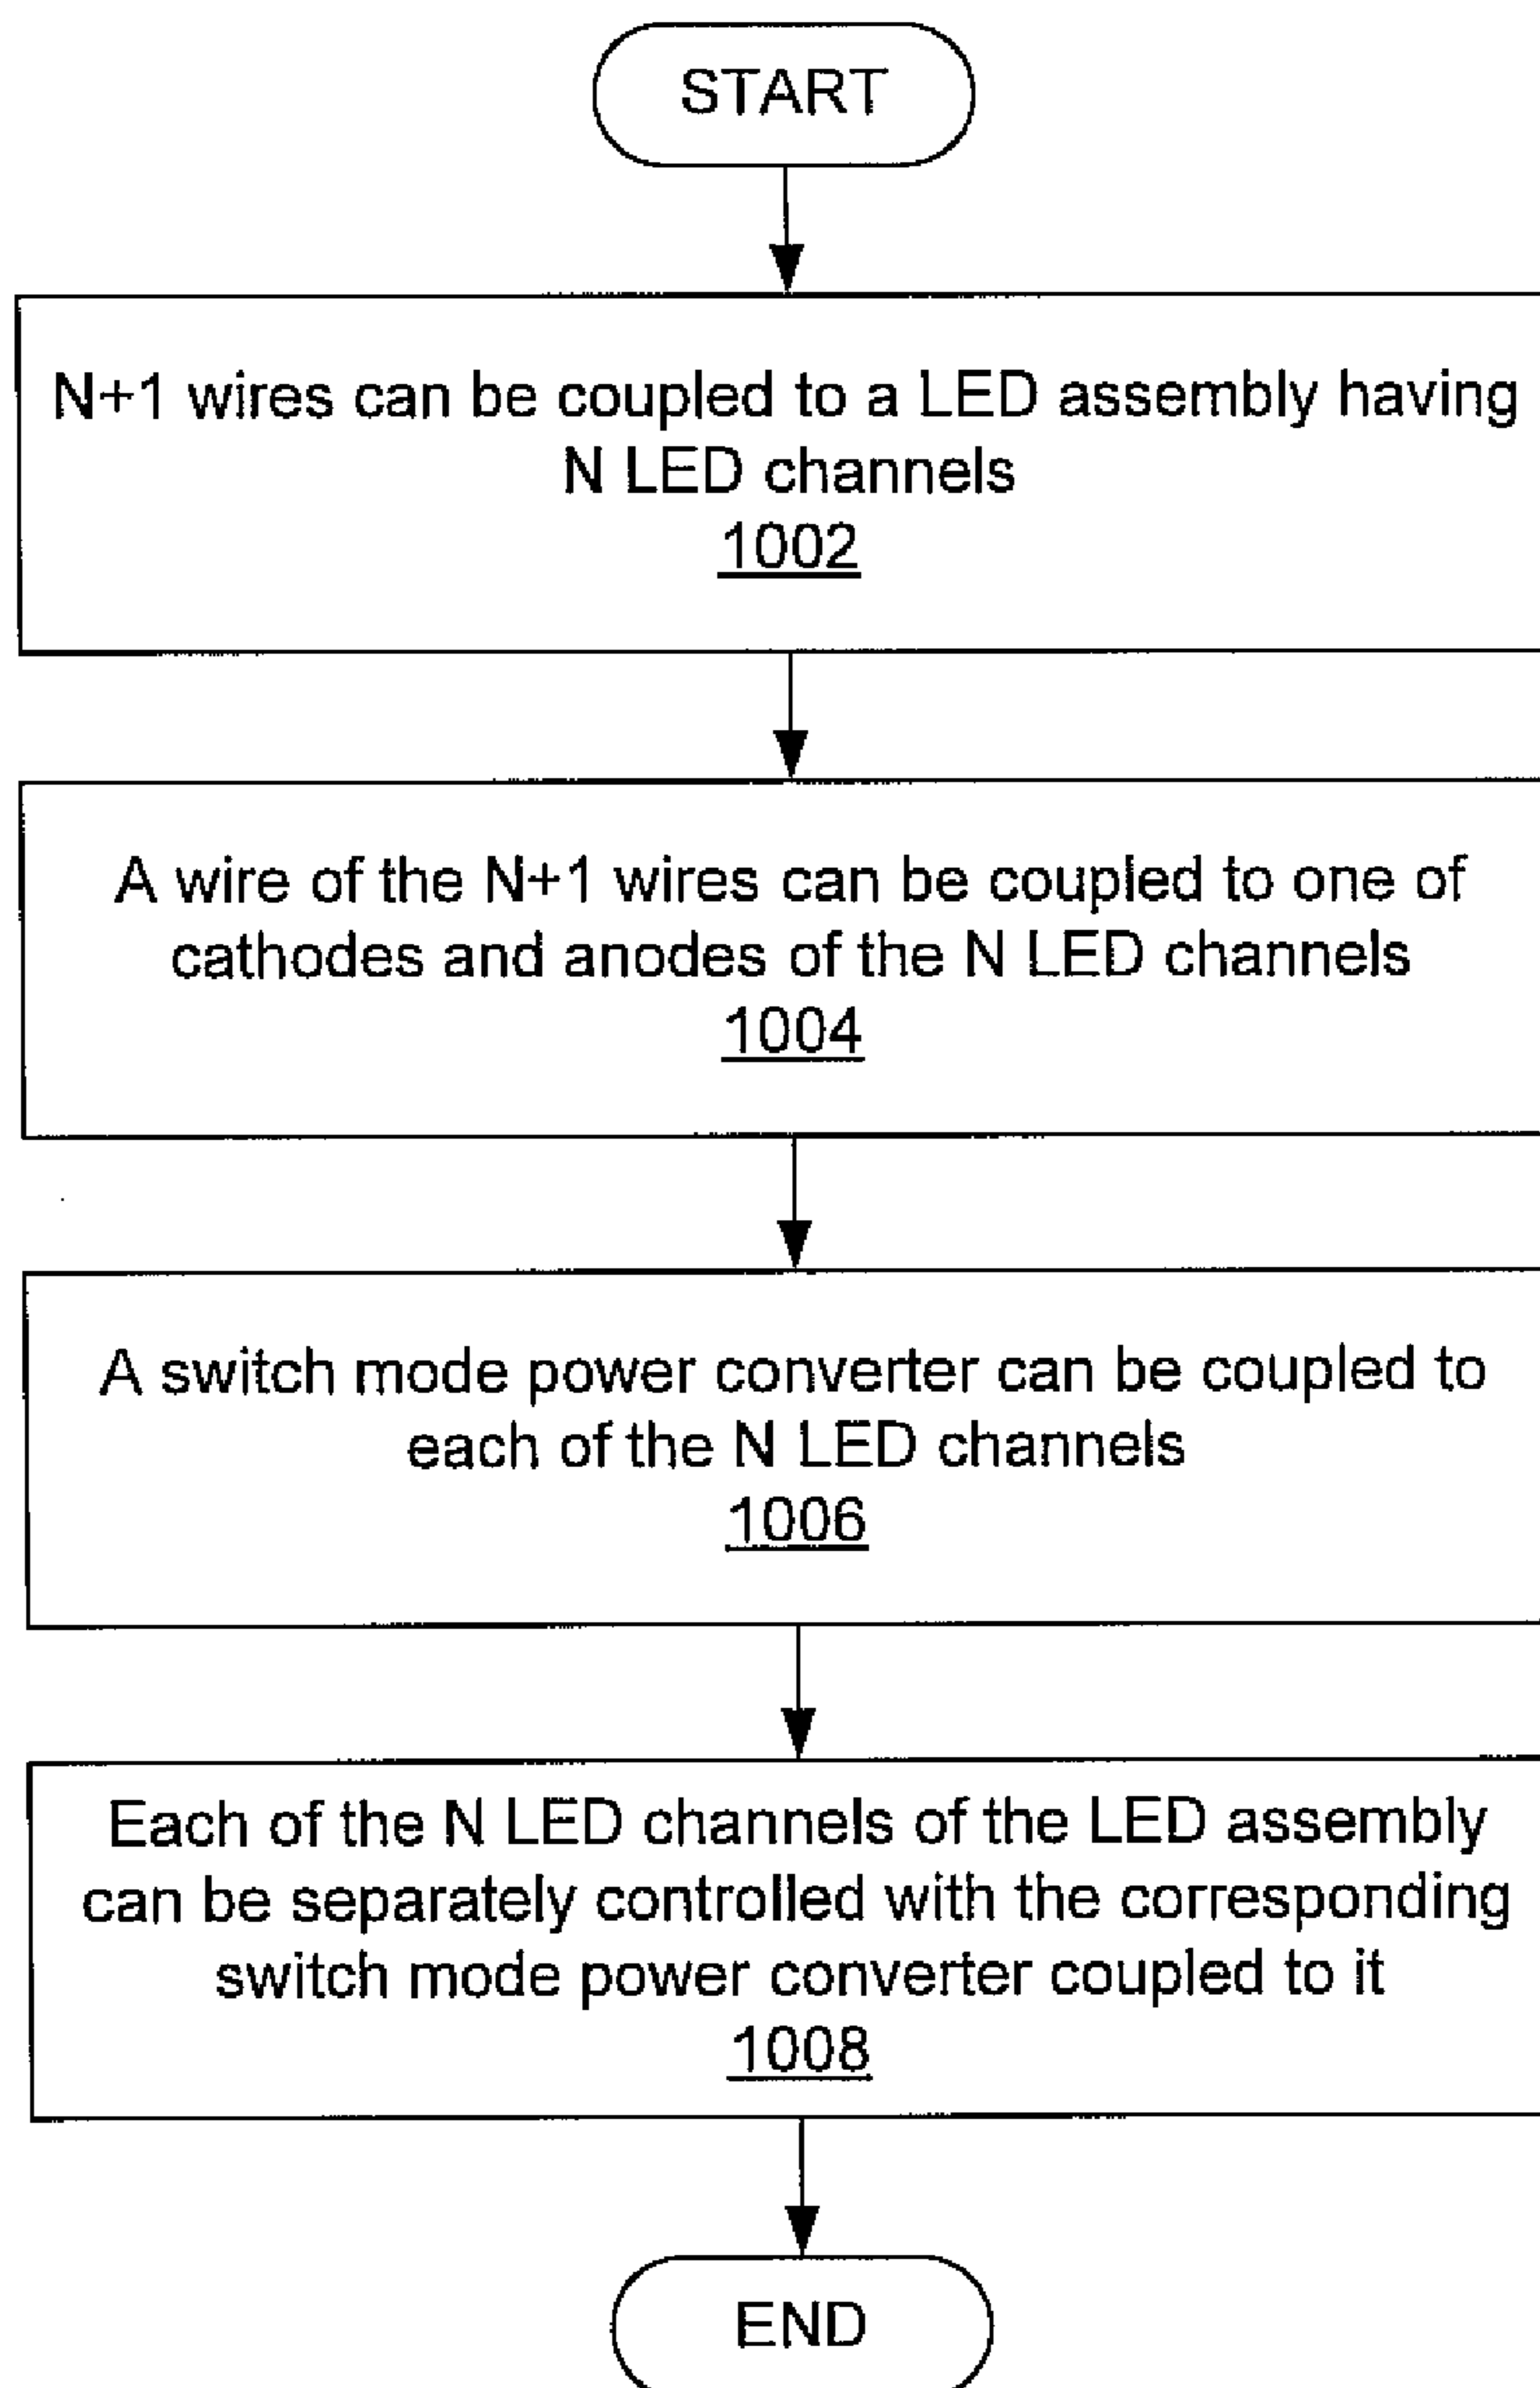 START
N+1 wires can be coupled to a LED assembly having
N LED channels
1002
A wire of the N+1 wires can be coupled to one of
cathodes and anodes of the N LED channels
1004
A switch mode power converter can be coupled to
each of the N LED channels
1006
Each of the N LED channels of the LED assembly
can be separately controlled with the corresponding
switch mode power converter coupled to it
1008
END